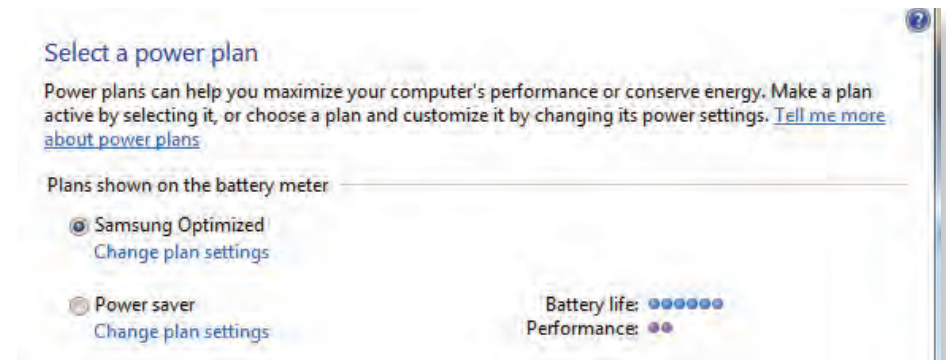 ?
Select a power plan
Power plans can help you maximize your computer's performance or conserve energy. Make a plan
active by selecting it, or choose a plan and customize it by changing its power settings. Tell me more
about power plans
Plans shown on the battery meter
Samsung Optimized
Change plan settings
Power saver
Battery life:
Change plan settings
Performance: